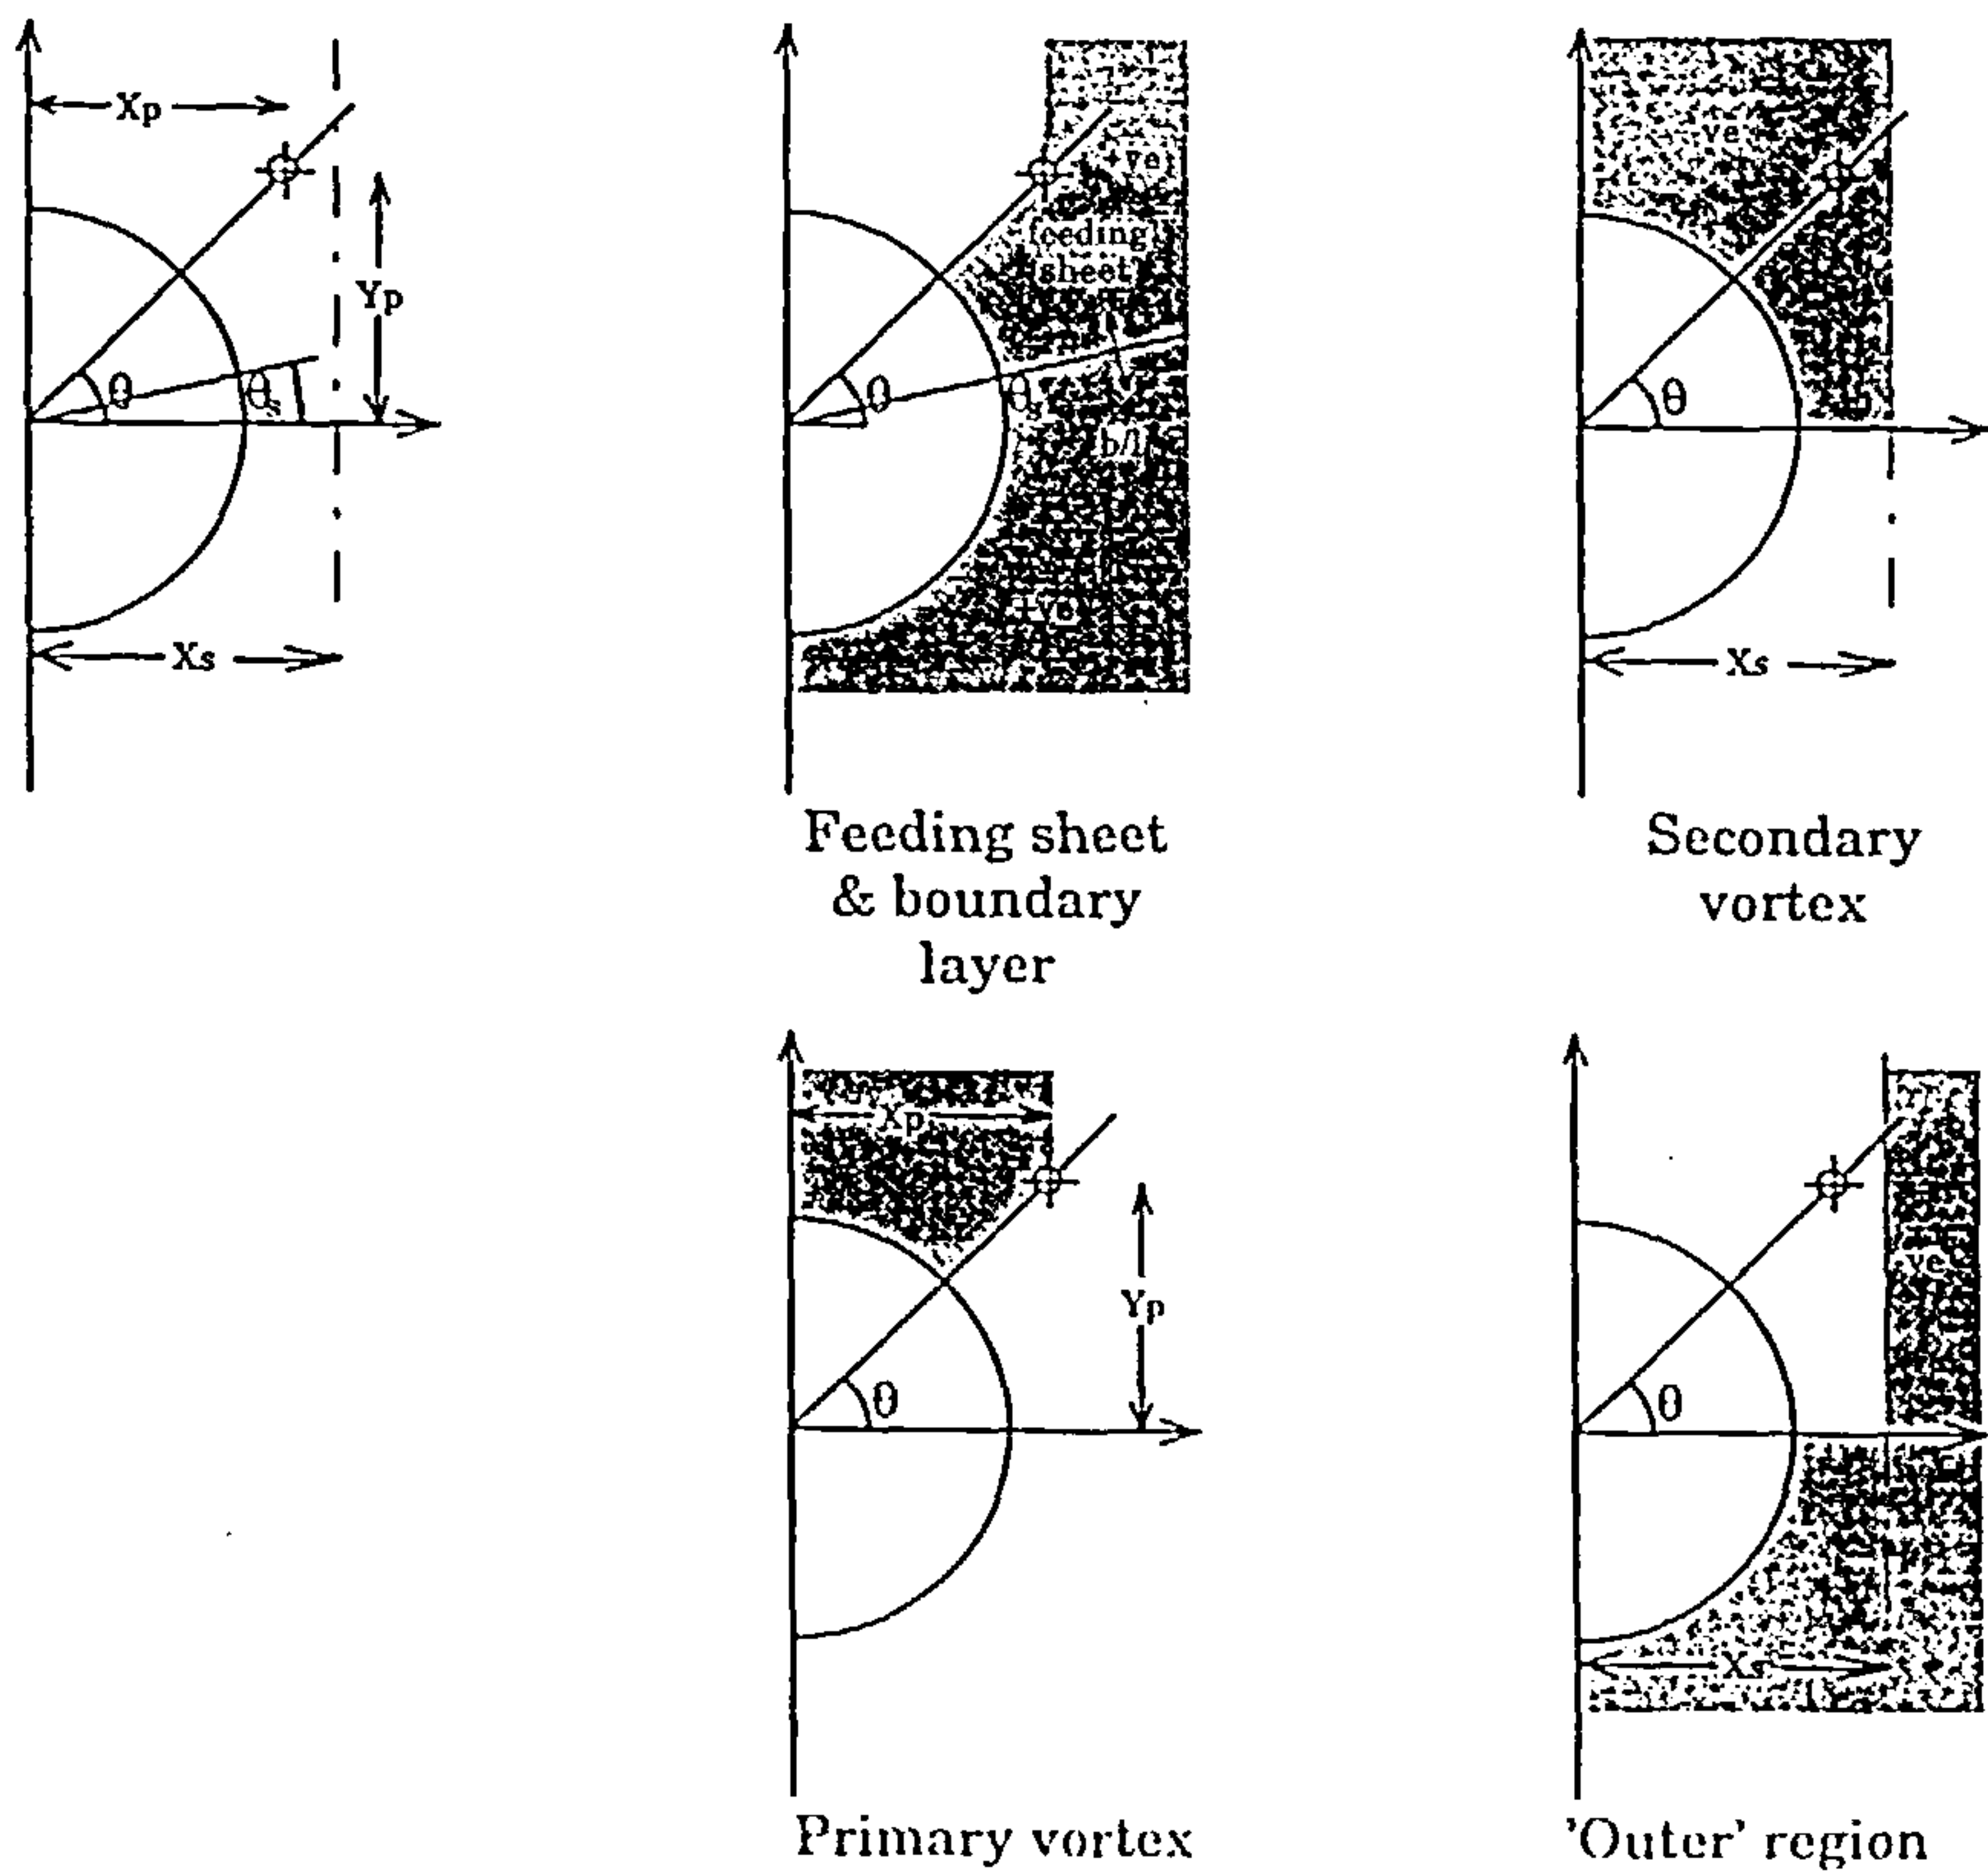 Xp
Yp
θ
θs
Xs
+ve
feeding
sheet
θ
θs
b/l
+ve
Feeding sheet
& boundary
layer
ve
θ
Xs
Secondary
vortex
Xp
Yp
θ
Primary vortex
ve
θ
'Outer' region